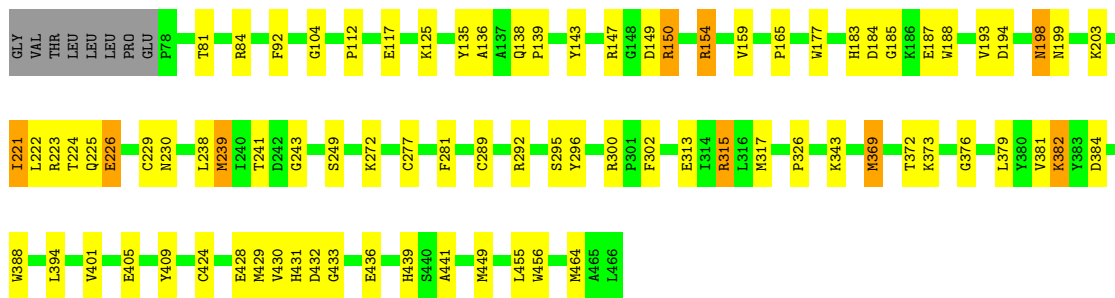 GLY VAL THR LEU LEU LEU PRO GLU P78 T81 R84 F92 G104 P112 E117 K125 Y135 A136 A137 Q138 P139 Y143 R147 G148 D149 R150 R154 V159 P165 W177 H183 D184 G185 K186 E187 W188 V193 D194 N198 N199 K203
I221 L222 R223 T224 Q225 E226 C229 N230 L238 M239 I240 T241 D242 G243 S249 K272 C277 F281 C289 R292 S295 Y296 R300 P301 F302 E313 I314 R315 L316 M317 P326 K343 M369 T372 K373 G376 L379 Y380 V381 K382 Y383 D384
W388 L394 V401 E405 Y409 C424 E428 M429 V430 H431 D432 G433 E436 H439 S440 A441 M449 L455 W456 M464 A465 L466